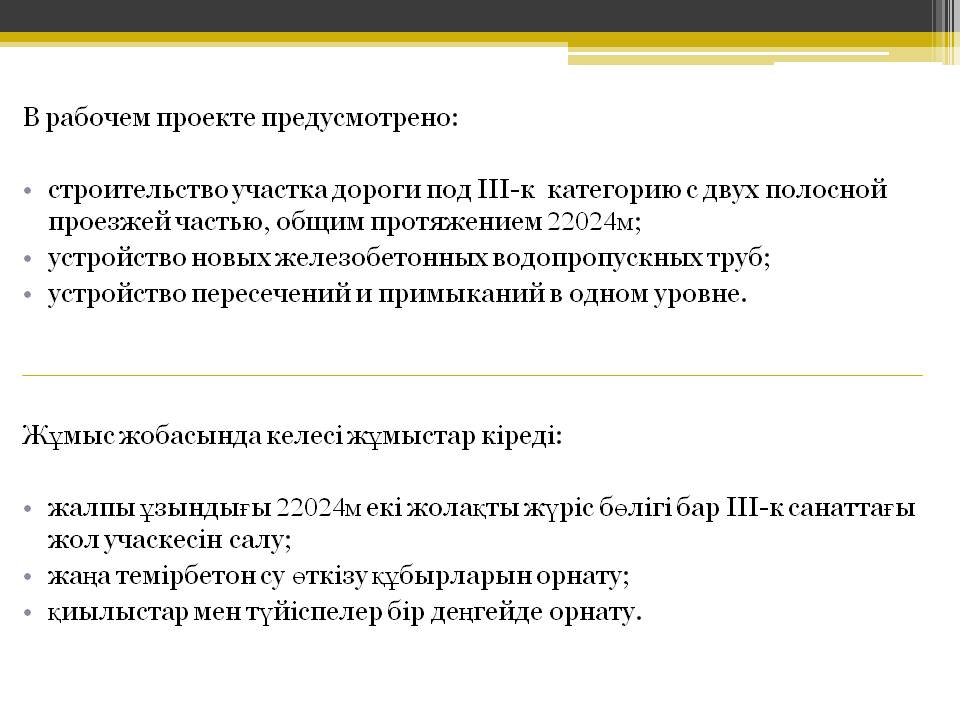 В рабочем проекте предусмотрено:
• строительство участка дороги под III-к категорию с двух полосной
проезжей частью, общим протяжением 22024м;
• устройство новых железобетонных водопропускных труб;
• устройство пересечений и примыканий в одном уровне.
Жұмыс жобасында келесі жұмыстар кіреді:
• жалпы ұзындығы 22024м екі жолақты жүріс бөлігі бар III-к санаттағы
жол учаскесін салу;
• жаңа темірбетон су өткізу құбырларын орнату;
• қиылыстар мен түйіспелер бір деңгейде орнату.